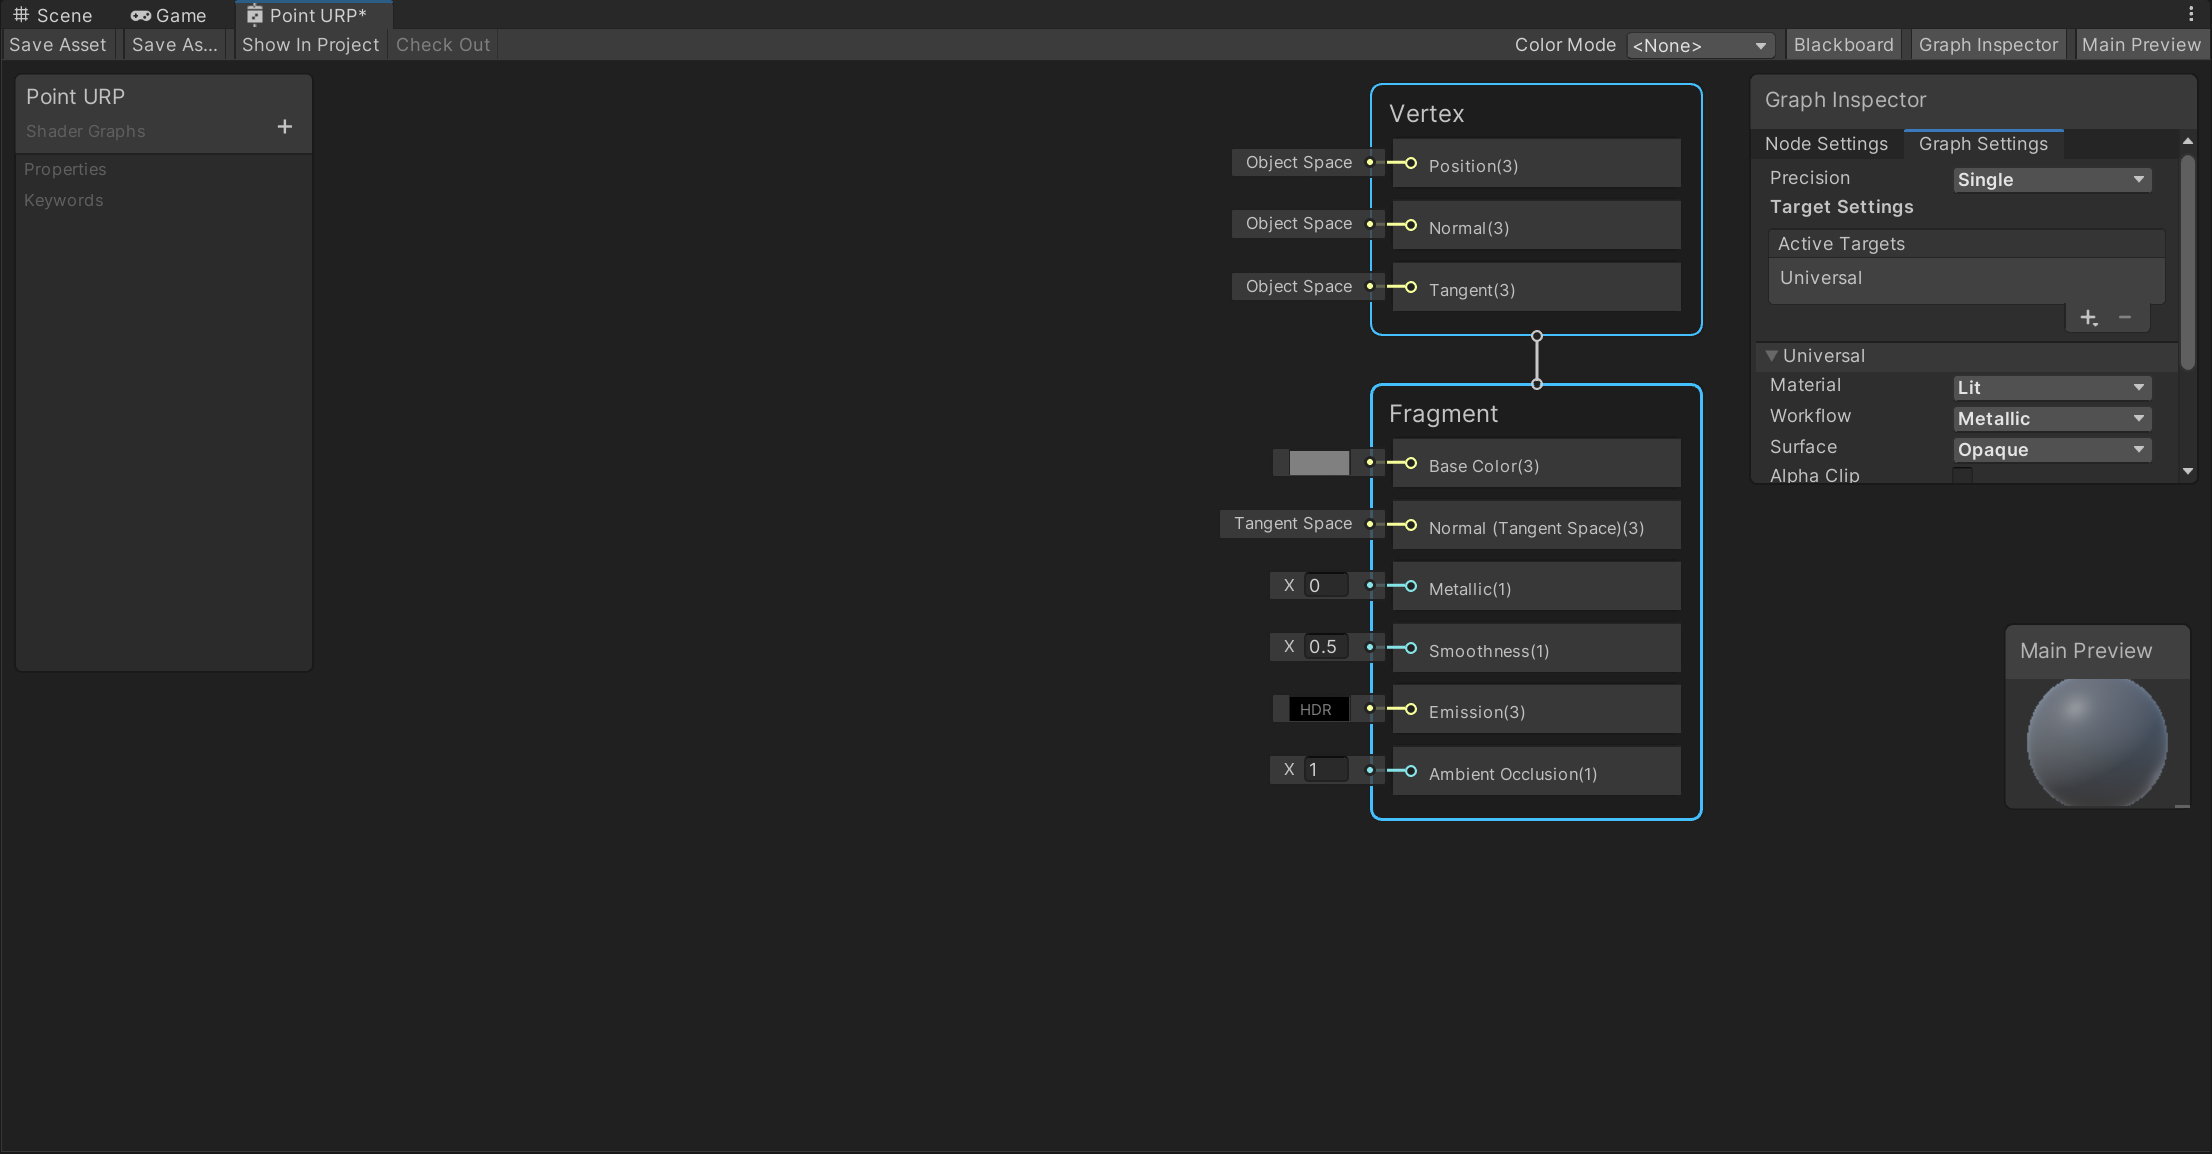 Scene Game Point URP*
Save Asset Save As... Show In Project Check Out Color Mode <None> Blackboard Graph Inspector Main Preview
Point URP
Shader Graphs
+
Properties
Keywords
Vertex
Object Space Position(3)
Object Space Normal(3)
Object Space Tangent(3)
Fragment
Base Color(3)
Tangent Space Normal (Tangent Space)(3)
X 0 Metallic(1)
X 0.5 Smoothness(1)
HDR Emission(3)
X 1 Ambient Occlusion(1)
Graph Inspector
Node Settings Graph Settings
Precision Single
Target Settings
Active Targets
Universal
+ −
Universal
Material Lit
Workflow Metallic
Surface Opaque
Alpha Clip
Main Preview